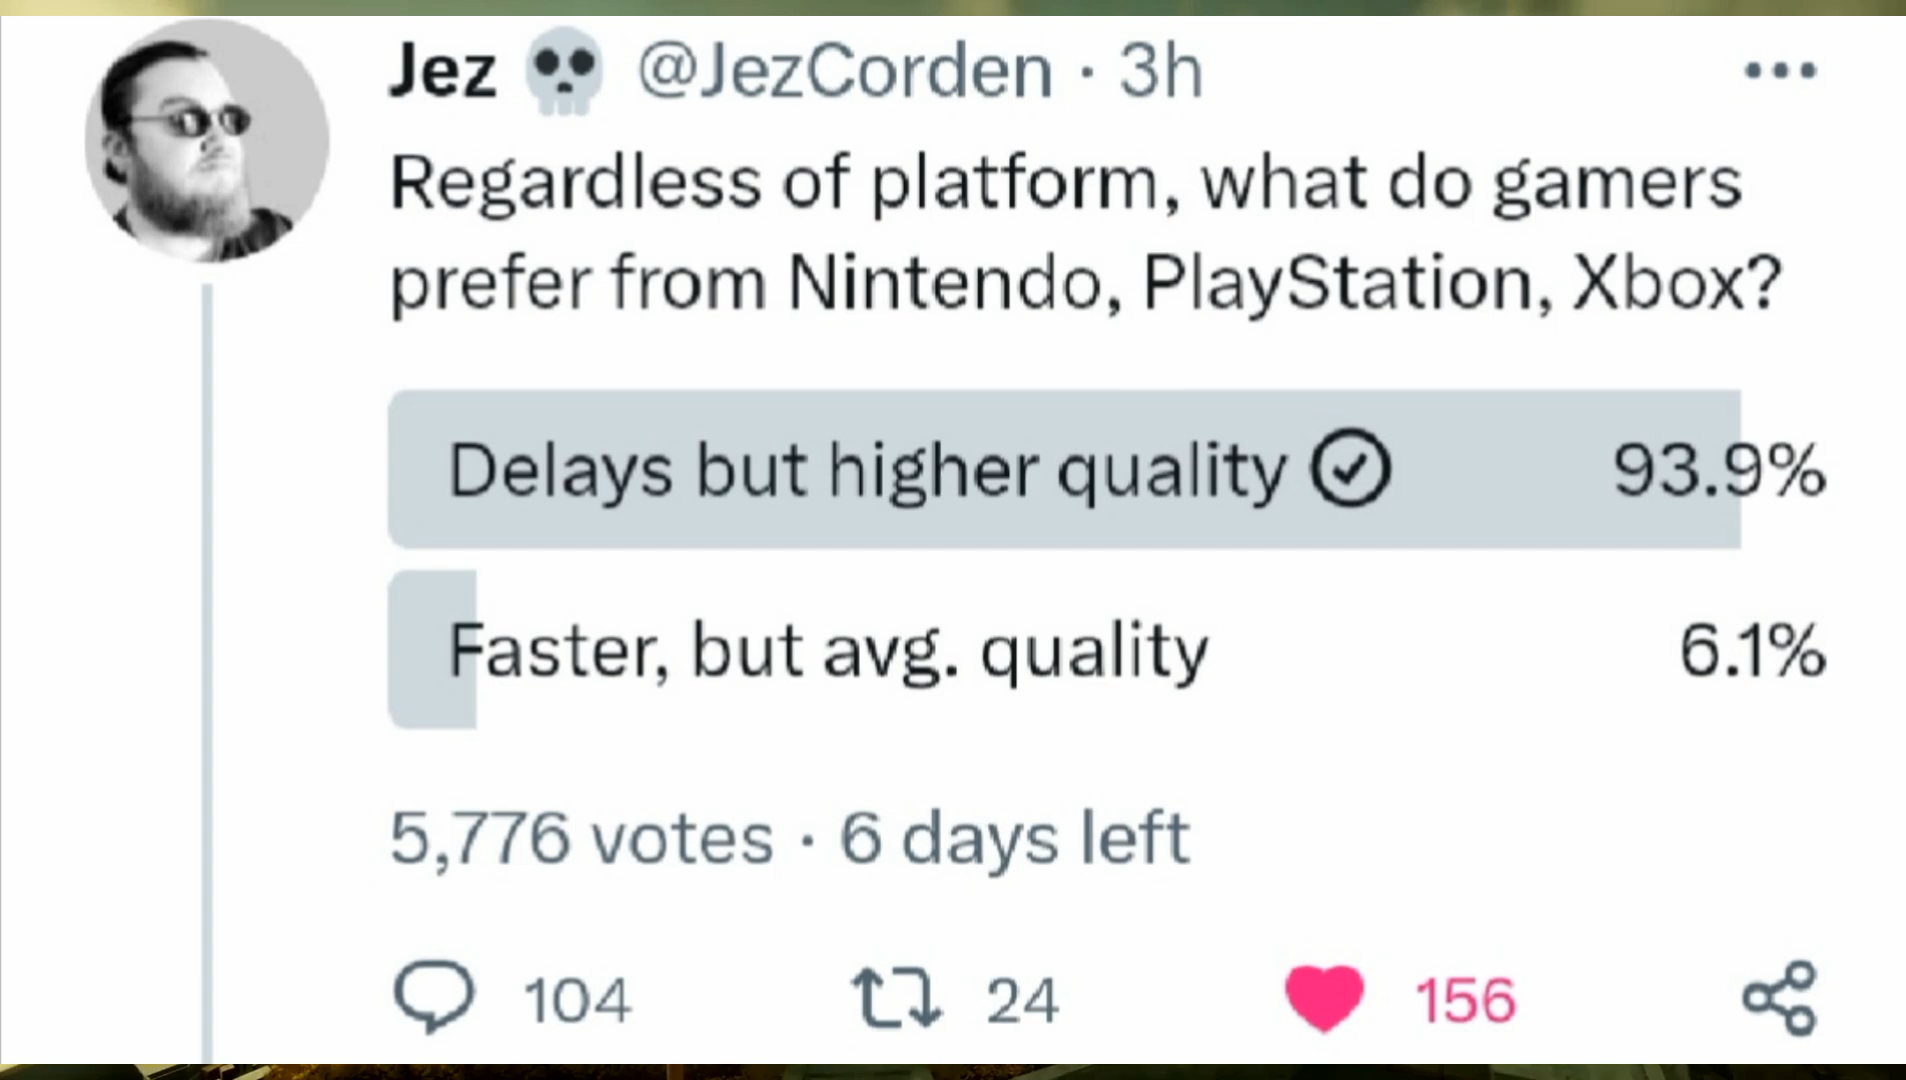 Jez 💀 @JezCorden · 3h
Regardless of platform, what do gamers
prefer from Nintendo, PlayStation, Xbox?
Delays but higher quality 93.9%
Faster, but avg. quality 6.1%
5,776 votes · 6 days left
104 24 156